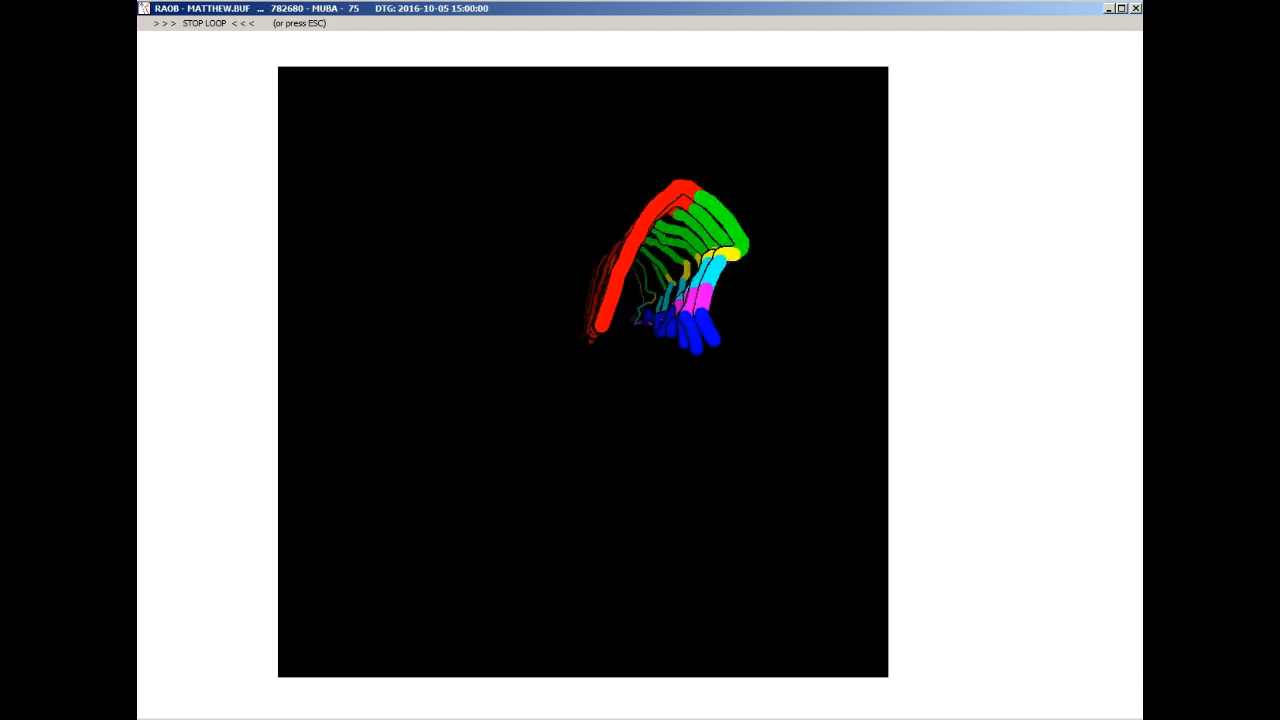 RAOB - MATTHEW.BUF ... 782680 - MUBA - 75 DTG: 2016-10-05 15:00:00
> > > STOP LOOP < < < (or press ESC)